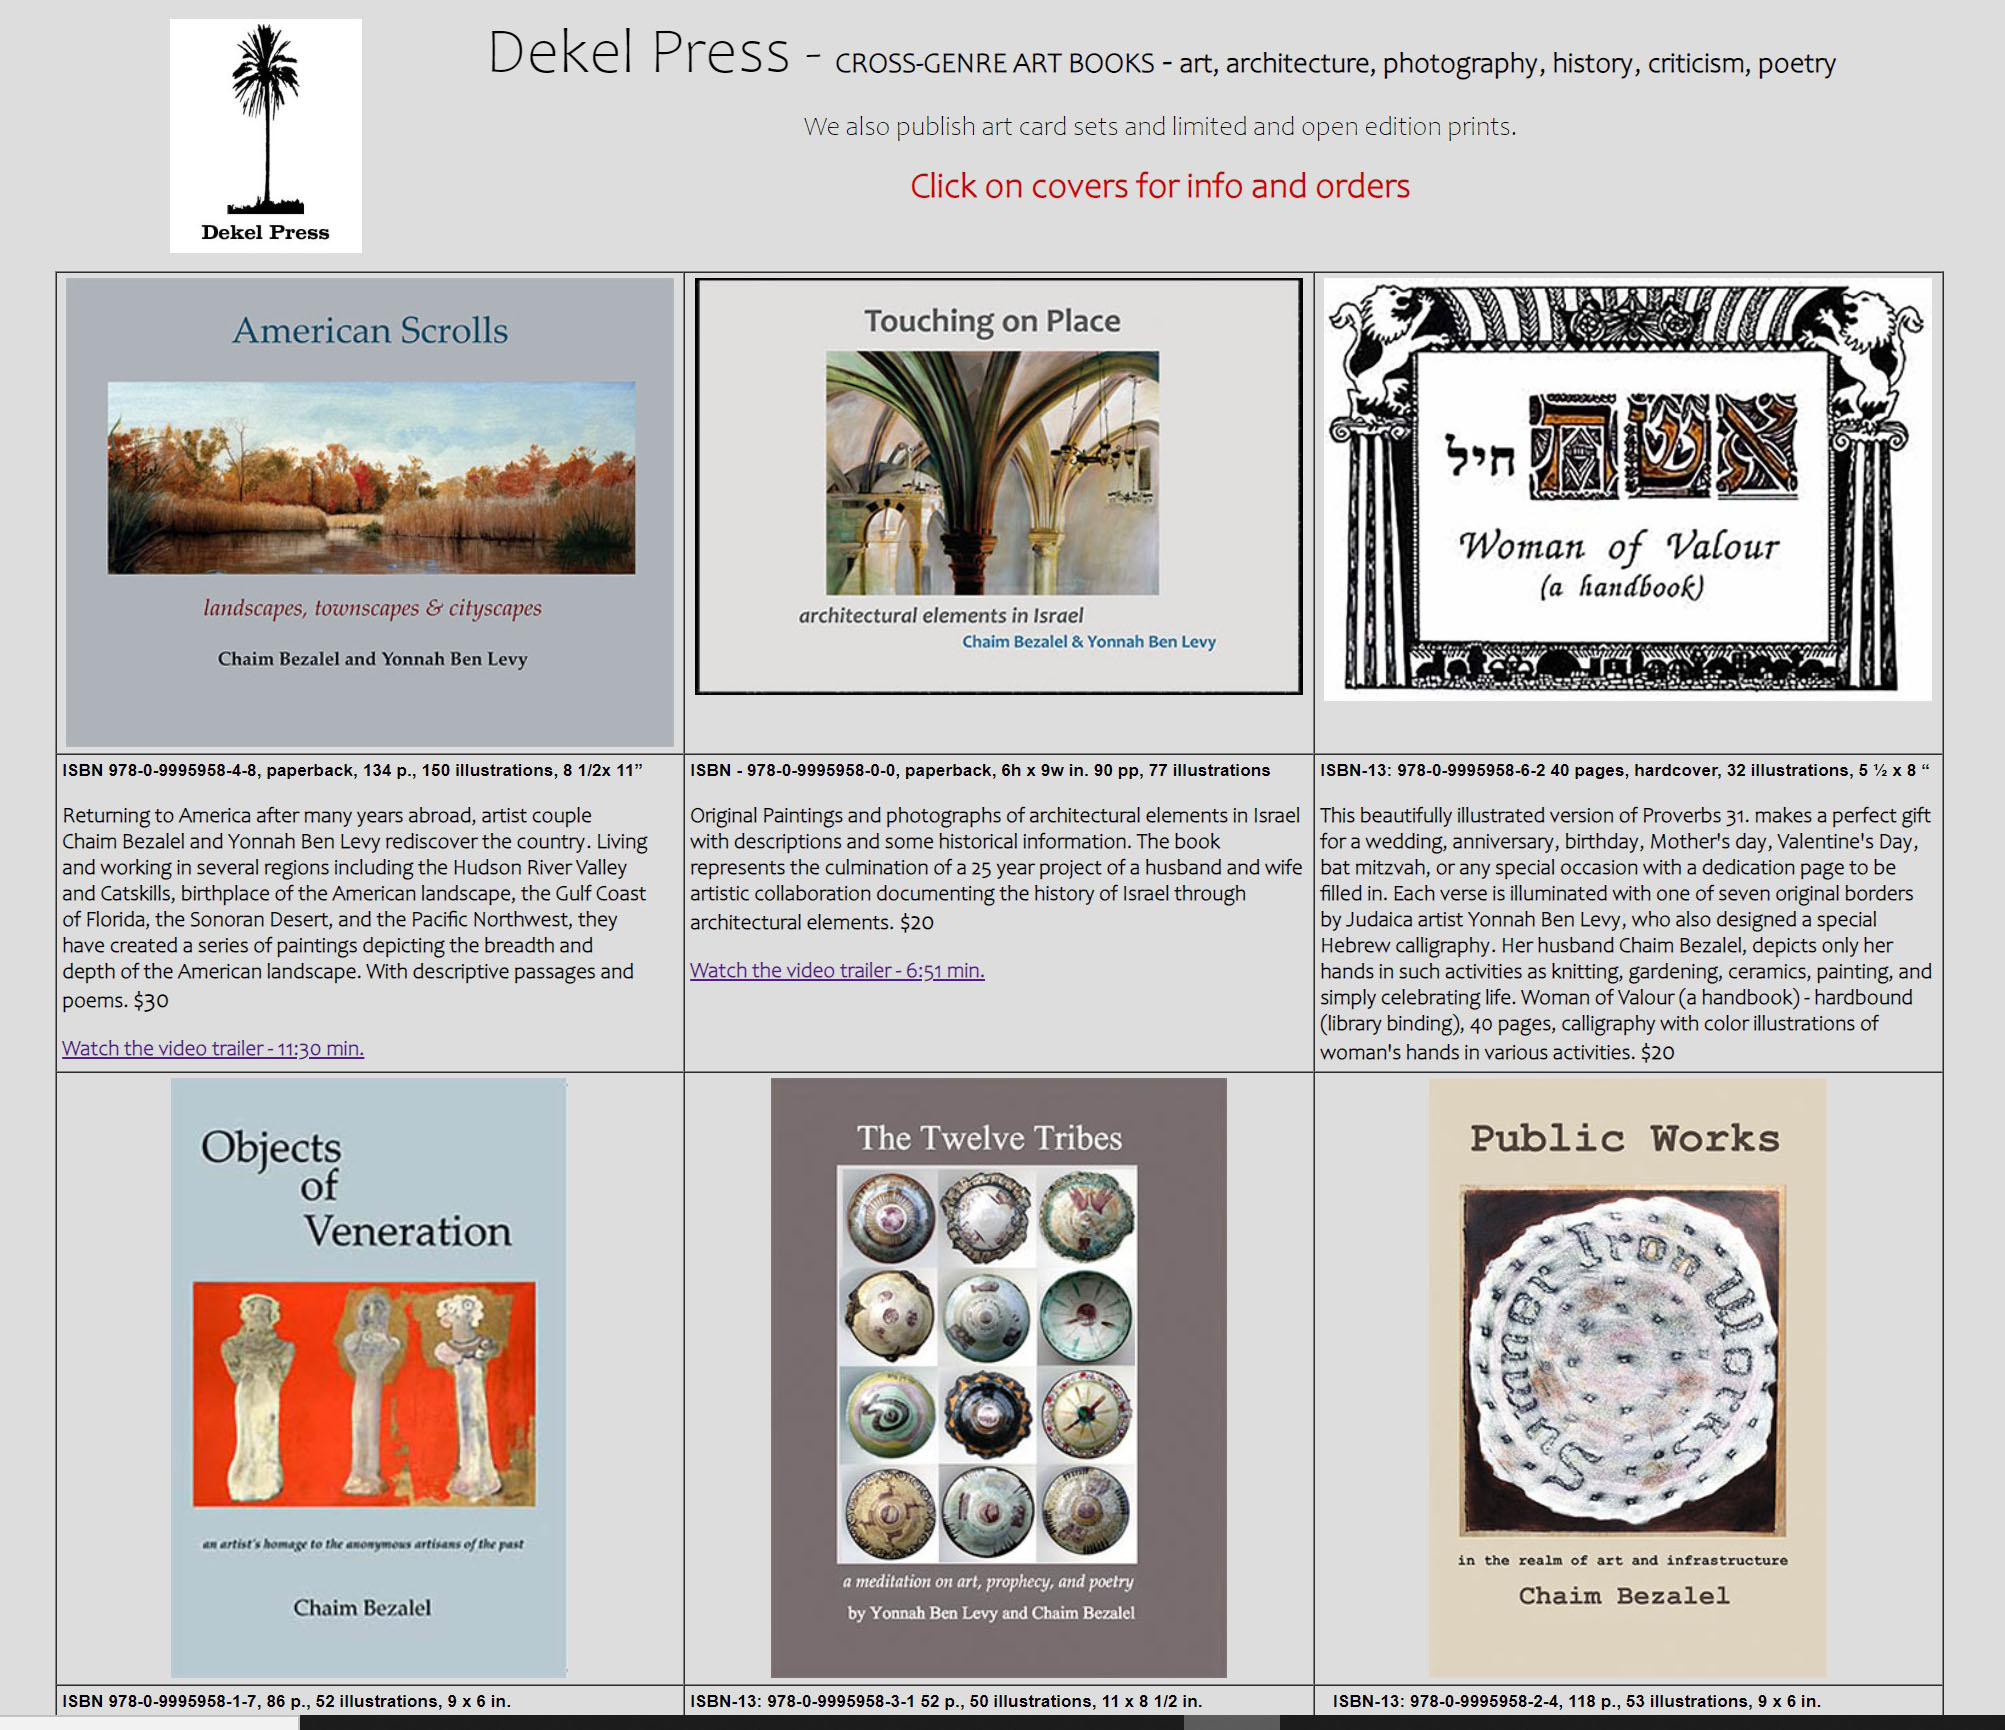 Dekel Press
Dekel Press - CROSS-GENRE ART BOOKS - art, architecture, photography, history, criticism, poetry
We also publish art card sets and limited and open edition prints.
Click on covers for info and orders
American Scrolls
landscapes, townscapes & cityscapes
Chaim Bezalel and Yonnah Ben Levy
Touching on Place
architectural elements in Israel
Chaim Bezalel & Yonnah Ben Levy
אשת חיל
Woman of Valour
(a handbook)
ISBN 978-0-9995958-4-8, paperback, 134 p., 150 illustrations, 8 1/2x 11”
Returning to America after many years abroad, artist couple
Chaim Bezalel and Yonnah Ben Levy rediscover the country. Living
and working in several regions including the Hudson River Valley
and Catskills, birthplace of the American landscape, the Gulf Coast
of Florida, the Sonoran Desert, and the Pacific Northwest, they
have created a series of paintings depicting the breadth and
depth of the American landscape. With descriptive passages and
poems. $30
Watch the video trailer - 11:30 min.
ISBN - 978-0-9995958-0-0, paperback, 6h x 9w in. 90 pp, 77 illustrations
Original Paintings and photographs of architectural elements in Israel
with descriptions and some historical information. The book
represents the culmination of a 25 year project of a husband and wife
artistic collaboration documenting the history of Israel through
architectural elements. $20
Watch the video trailer - 6:51 min.
ISBN-13: 978-0-9995958-6-2 40 pages, hardcover, 32 illustrations, 5 ½ x 8 “
This beautifully illustrated version of Proverbs 31. makes a perfect gift
for a wedding, anniversary, birthday, Mother's day, Valentine's Day,
bat mitzvah, or any special occasion with a dedication page to be
filled in. Each verse is illuminated with one of seven original borders
by Judaica artist Yonnah Ben Levy, who also designed a special
Hebrew calligraphy. Her husband Chaim Bezalel, depicts only her
hands in such activities as knitting, gardening, ceramics, painting, and
simply celebrating life. Woman of Valour (a handbook) - hardbound
(library binding), 40 pages, calligraphy with color illustrations of
woman's hands in various activities. $20
Objects
of
Veneration
an artist's homage to the anonymous artisans of the past
Chaim Bezalel
The Twelve Tribes
a meditation on art, prophecy, and poetry
by Yonnah Ben Levy and Chaim Bezalel
Public Works
Sumner Iron Works
in the realm of art and infrastructure
Chaim Bezalel
ISBN 978-0-9995958-1-7, 86 p., 52 illustrations, 9 x 6 in.
ISBN-13: 978-0-9995958-3-1 52 p., 50 illustrations, 11 x 8 1/2 in.
ISBN-13: 978-0-9995958-2-4, 118 p., 53 illustrations, 9 x 6 in.